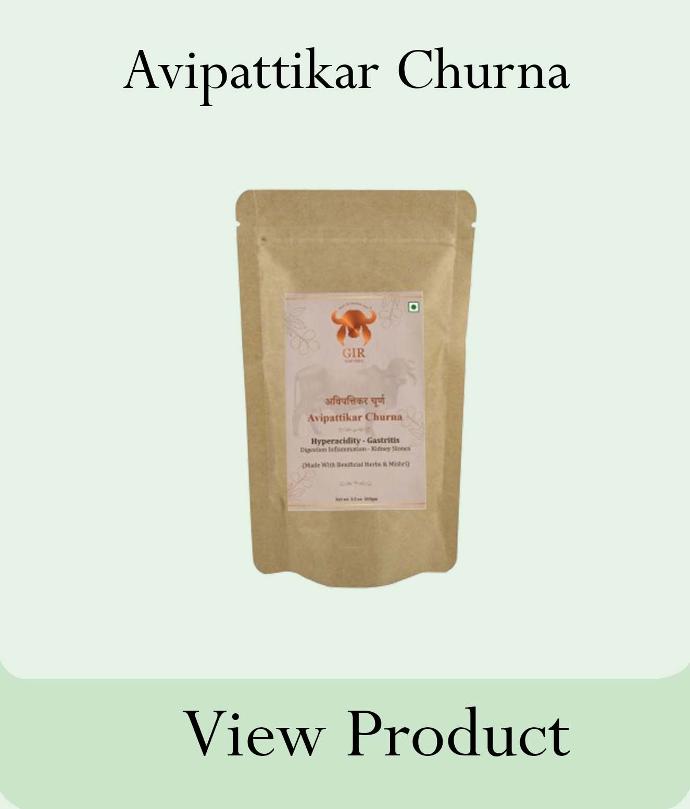 Avipattikar Churna
GIR
अविपत्तिकर चूर्ण
Avipattikar Churna
Hyperacidity - Gastritis
Digestion Inflammation - Kidney Stones
(Made With Benificial Herbs & Mishri)
View Product